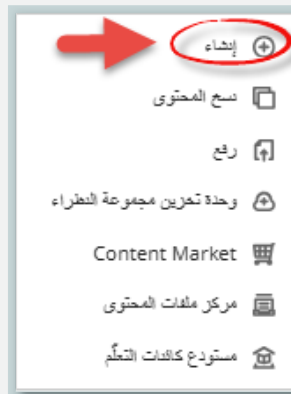 إنشاء
نسخ المحتوى
رفع
وحدة تخزين مجموعة النظراء
Content Market
مركز ملفات المحتوى
مستودع كائنات التعلُّم